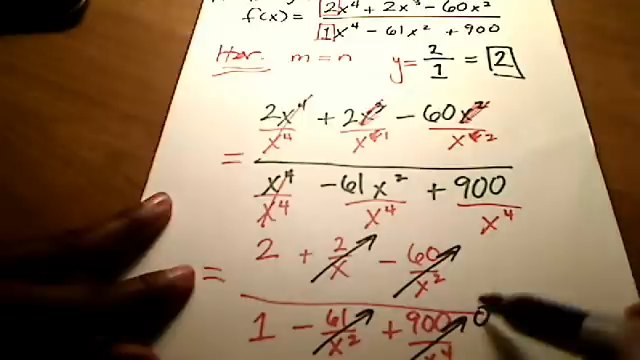 f(x) = (2x⁴ + 2x³ - 60x²) / (1x⁴ - 61x² + 900)
Hor. m = n y = 2/1 = 2
= (2x⁴/x⁴ + 2x³/x⁴ - 60x²/x⁴) / (x⁴/x⁴ - 61x²/x⁴ + 900/x⁴)
= (2 + 2/x - 60/x²) / (1 - 61/x² + 900/x⁴) 0